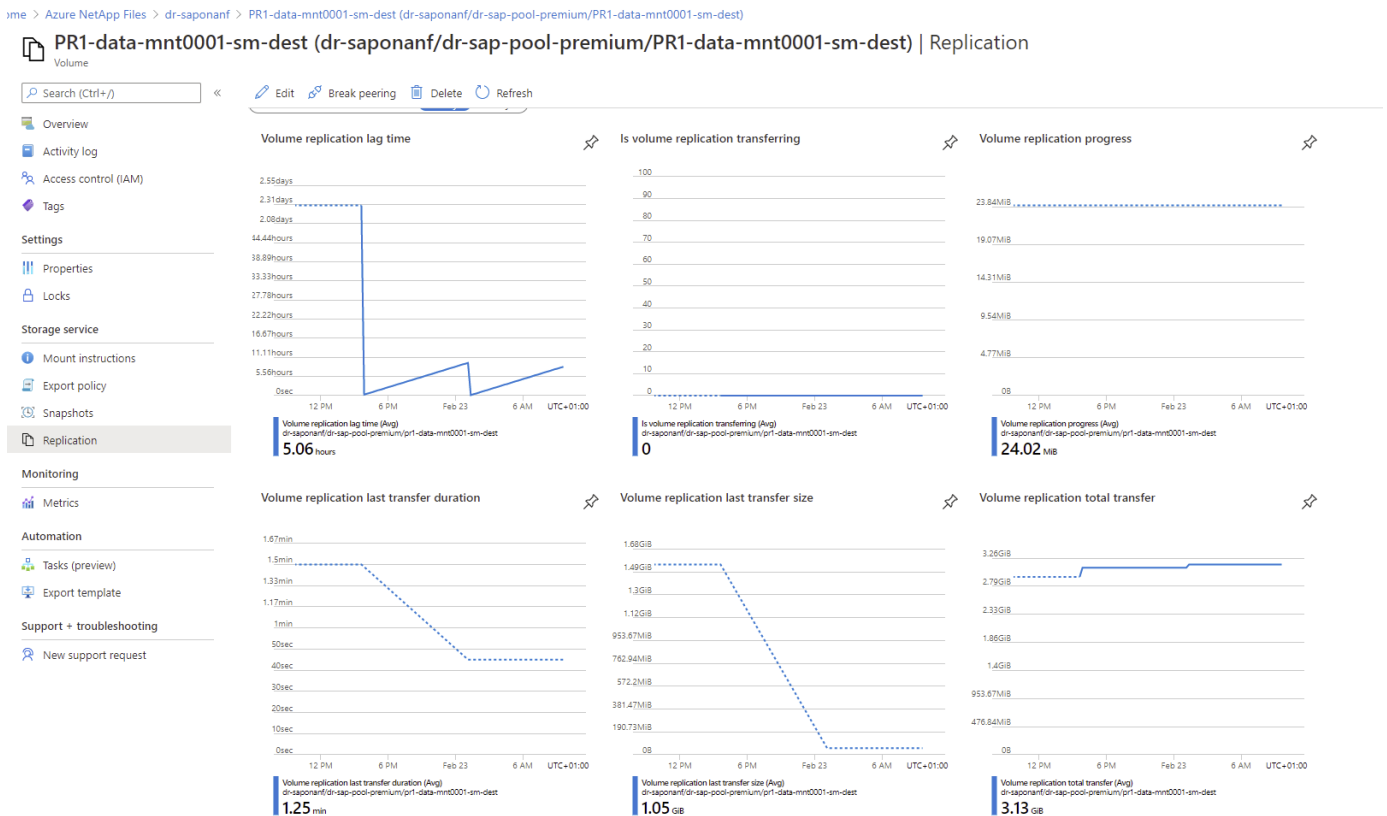 ome > Azure NetApp Files > dr-saponanf > PR1-data-mnt0001-sm-dest (dr-saponanf/dr-sap-pool-premium/PR1-data-mnt0001-sm-dest)
PR1-data-mnt0001-sm-dest (dr-saponanf/dr-sap-pool-premium/PR1-data-mnt0001-sm-dest) | Replication
Volume
Search (Ctrl+/)
«
Edit
Break peering
Delete
Refresh
Overview
Activity log
Access control (IAM)
Tags
Settings
Properties
Locks
Storage service
Mount instructions
Export policy
Snapshots
Replication
Monitoring
Metrics
Automation
Tasks (preview)
Export template
Support + troubleshooting
New support request
Volume replication lag time
2.55days
2.31days
2.08days
44.44hours
38.89hours
33.33hours
27.78hours
22.22hours
16.67hours
11.11hours
5.56hours
0sec
12 PM 6 PM Feb 23 6 AM UTC+01:00
Volume replication lag time (Avg)
dr-saponanf/dr-sap-pool-premium/pr1-data-mnt0001-sm-dest
5.06 hours
Is volume replication transferring
100
90
80
70
60
50
40
30
20
10
0
12 PM 6 PM Feb 23 6 AM UTC+01:00
Is volume replication transferring (Avg)
dr-saponanf/dr-sap-pool-premium/pr1-data-mnt0001-sm-dest
0
Volume replication progress
23.84MiB
19.07MiB
14.31MiB
9.54MiB
4.77MiB
0B
12 PM 6 PM Feb 23 6 AM UTC+01:00
Volume replication progress (Avg)
dr-saponanf/dr-sap-pool-premium/pr1-data-mnt0001-sm-dest
24.02 MiB
Volume replication last transfer duration
1.67min
1.5min
1.33min
1.17min
1min
50sec
40sec
30sec
20sec
10sec
0sec
12 PM 6 PM Feb 23 6 AM UTC+01:00
Volume replication last transfer duration (Avg)
dr-saponanf/dr-sap-pool-premium/pr1-data-mnt0001-sm-dest
1.25 min
Volume replication last transfer size
1.68GiB
1.49GiB
1.3GiB
1.12GiB
953.67MiB
762.94MiB
572.2MiB
381.47MiB
190.73MiB
0B
12 PM 6 PM Feb 23 6 AM UTC+01:00
Volume replication last transfer size (Avg)
dr-saponanf/dr-sap-pool-premium/pr1-data-mnt0001-sm-dest
1.05 GiB
Volume replication total transfer
3.26GiB
2.79GiB
2.33GiB
1.86GiB
1.4GiB
953.67MiB
476.84MiB
0B
12 PM 6 PM Feb 23 6 AM UTC+01:00
Volume replication total transfer (Avg)
dr-saponanf/dr-sap-pool-premium/pr1-data-mnt0001-sm-dest
3.13 GiB